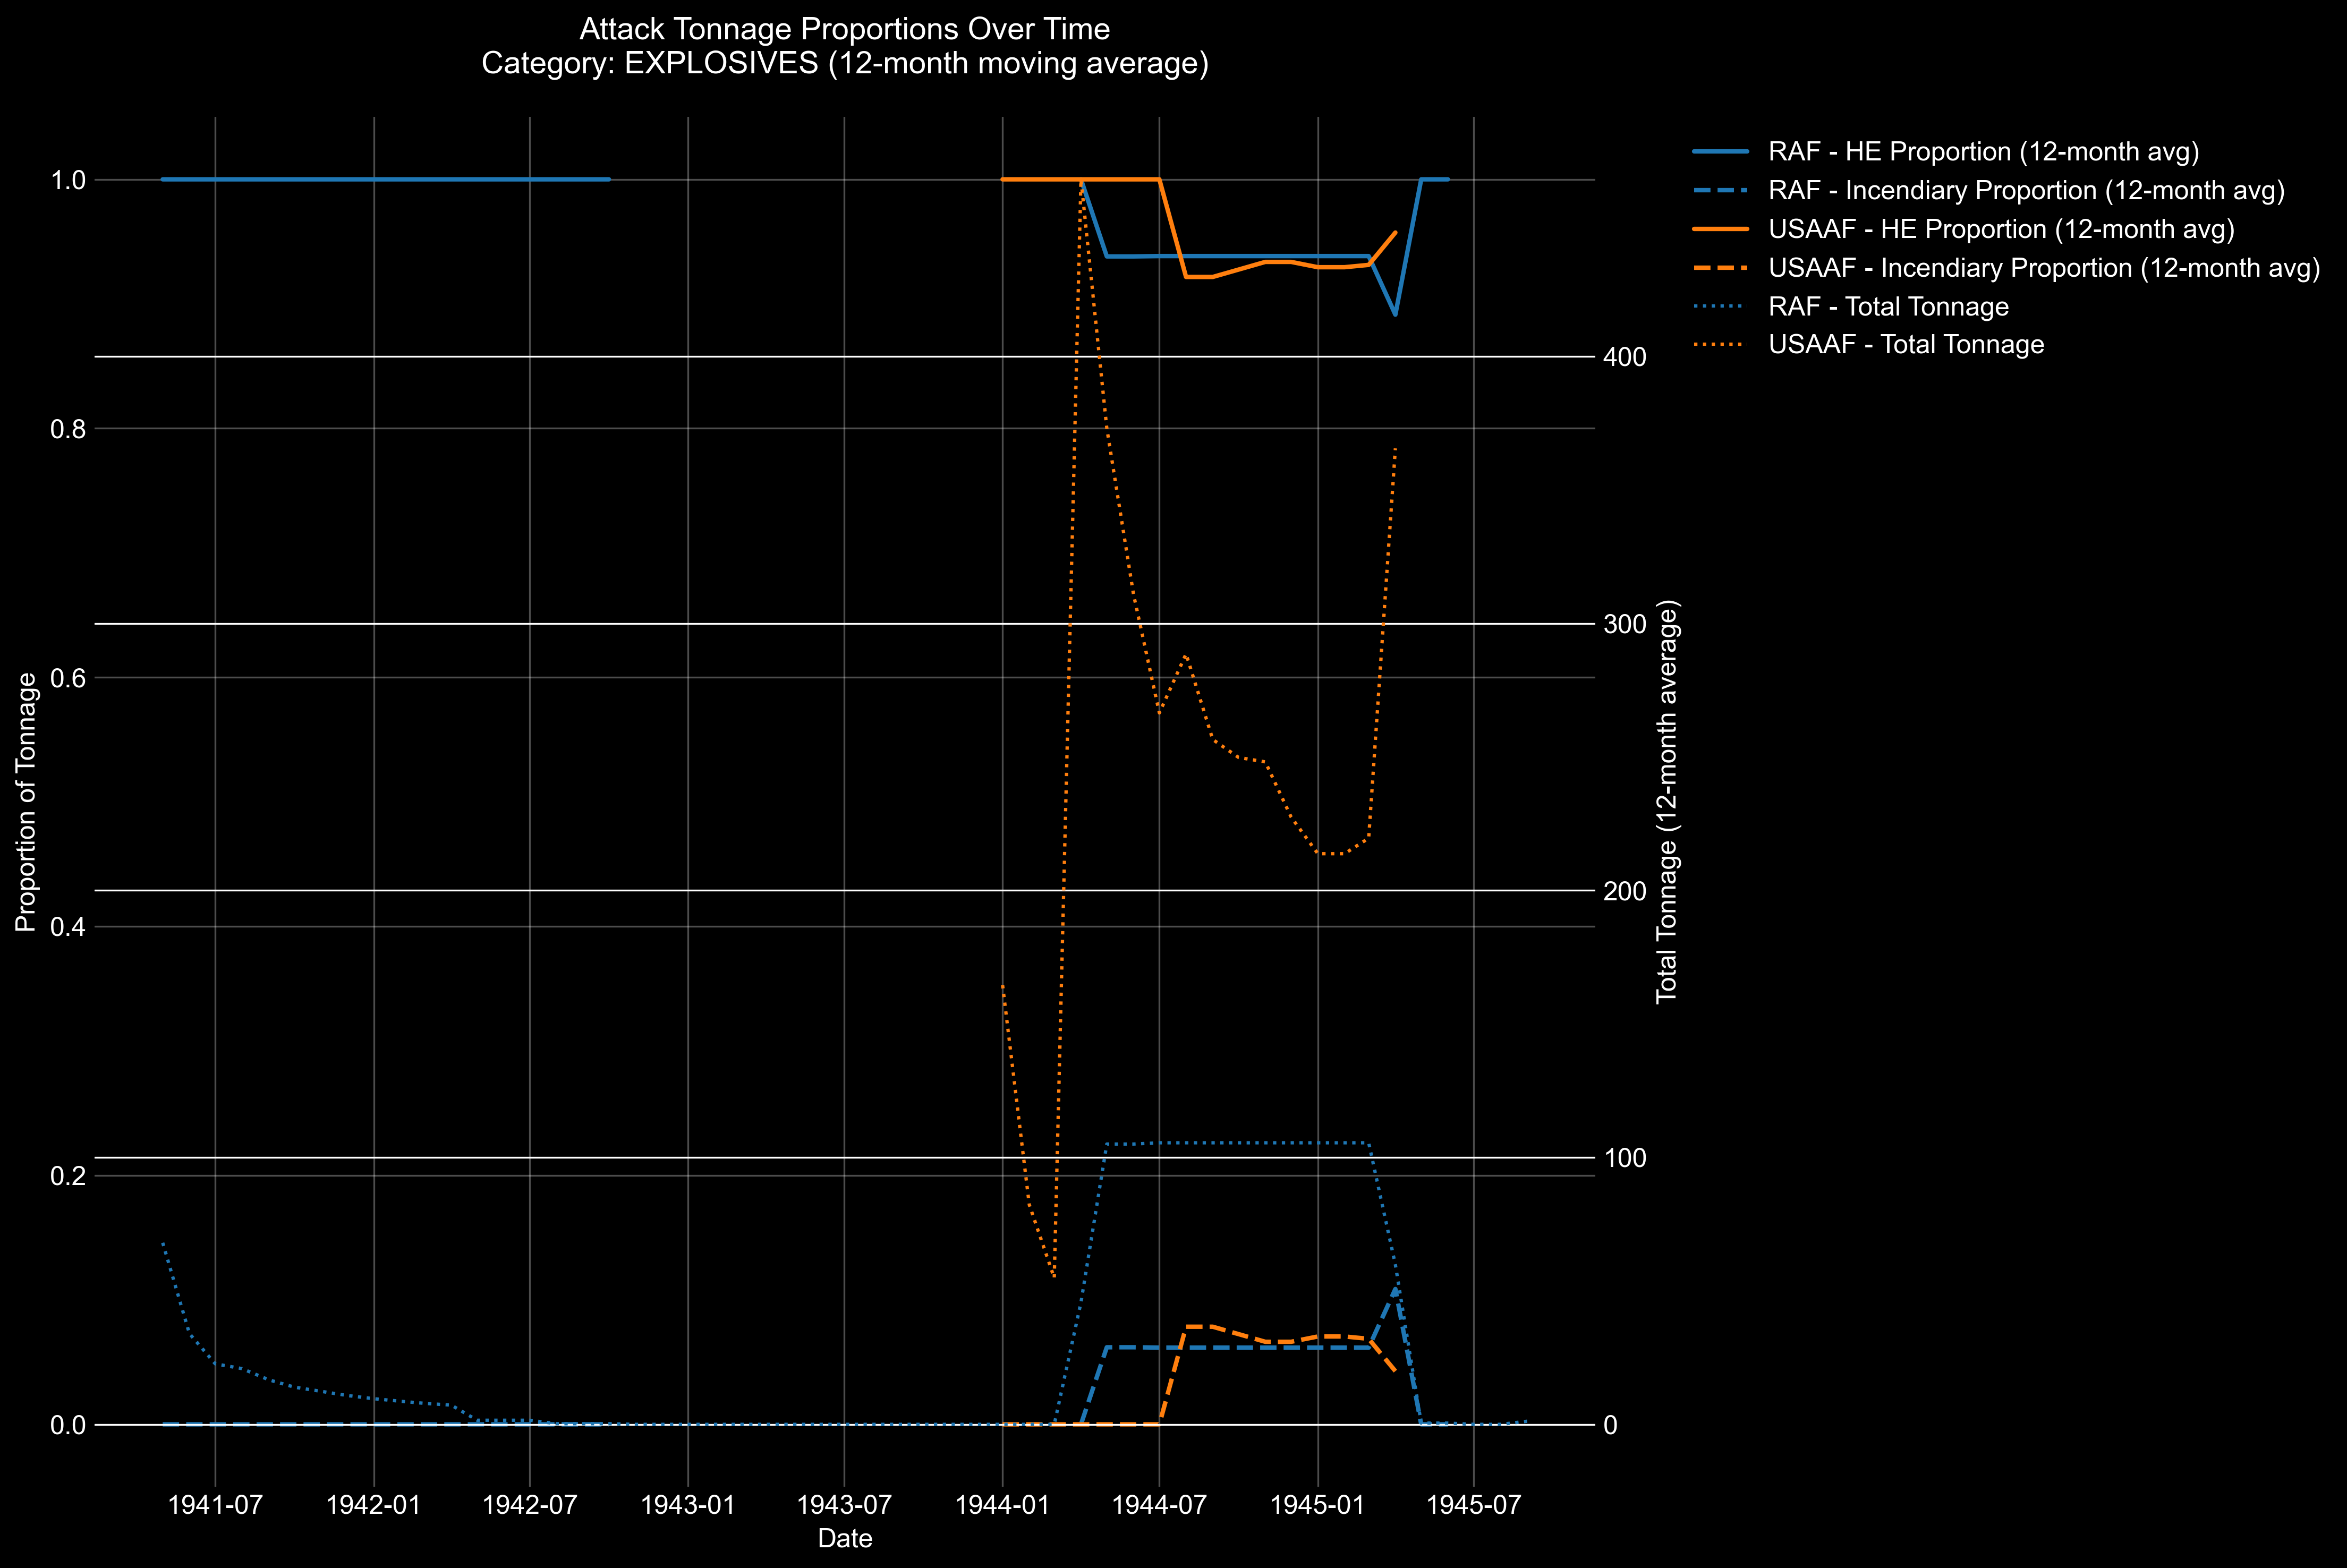 Attack Tonnage Proportions Over Time
Category: EXPLOSIVES (12-month moving average)
RAF - HE Proportion (12-month avg)
RAF - Incendiary Proportion (12-month avg)
USAAF - HE Proportion (12-month avg)
USAAF - Incendiary Proportion (12-month avg)
RAF - Total Tonnage
USAAF - Total Tonnage
Proportion of Tonnage
1.0
0.8
0.6
0.4
0.2
0.0
400
300
200
100
0
Total Tonnage (12-month average)
1941-07
1942-01
1942-07
1943-01
1943-07
1944-01
1944-07
1945-01
1945-07
Date